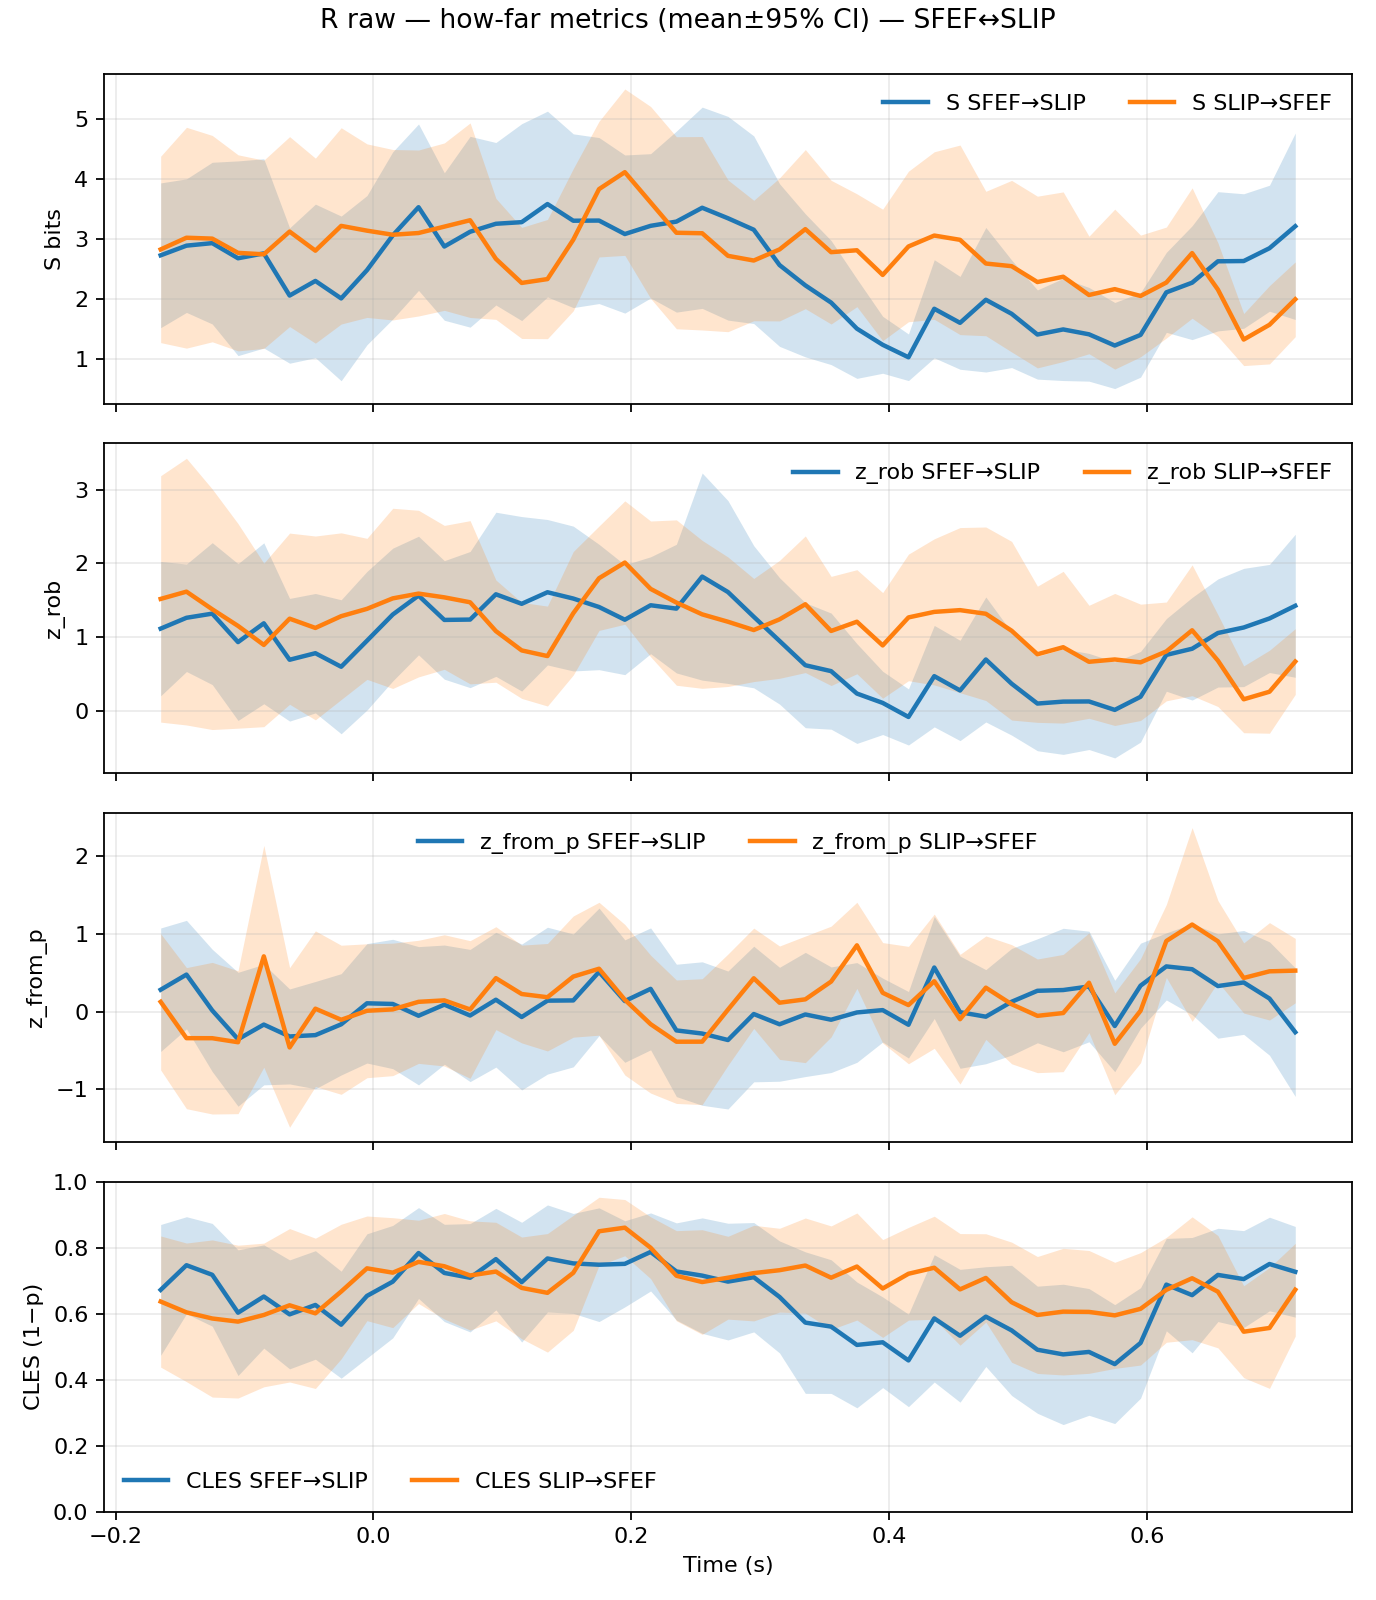 R raw — how-far metrics (mean±95% CI) — SFEF↔SLIP
S SFEF→SLIP S SLIP→SFEF
S bits
5
4
3
2
1
z_rob SFEF→SLIP z_rob SLIP→SFEF
z_rob
3
2
1
0
z_from_p SFEF→SLIP z_from_p SLIP→SFEF
z_from_p
2
1
0
−1
CLES (1−p)
1.0
0.8
0.6
0.4
0.2
0.0
CLES SFEF→SLIP CLES SLIP→SFEF
−0.2 0.0 0.2 0.4 0.6
Time (s)